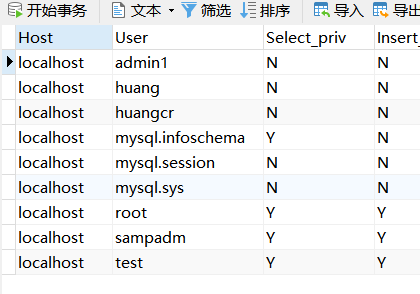 开始事务 文本 筛选 排序 导入 导出
Host User Select_priv Insert_
localhost admin1 N N
localhost huang N N
localhost huangcr N N
localhost mysql.infoschema Y N
localhost mysql.session N N
localhost mysql.sys N N
localhost root Y Y
localhost sampadm Y Y
localhost test Y Y